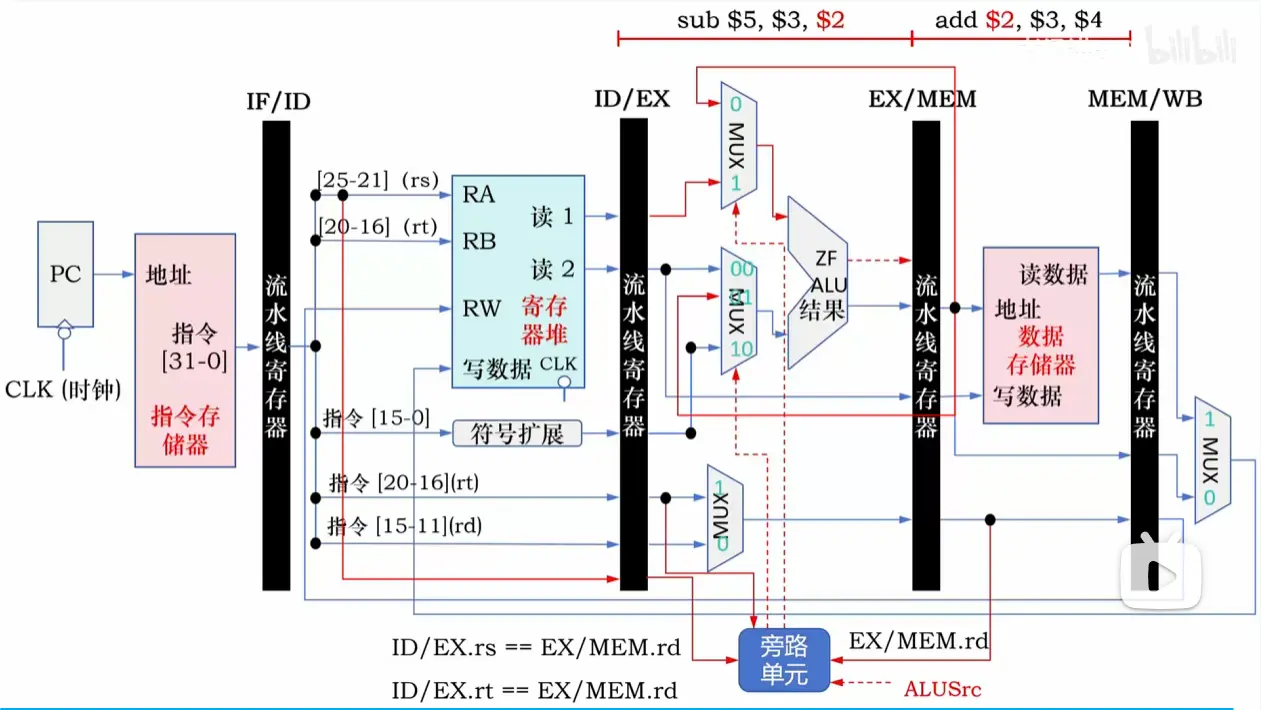 sub $5, $3, $2
add $2, $3, $4
bilibili
IF/ID
ID/EX
EX/MEM
MEM/WB
PC
CLK (时钟)
地址
指令
[31-0]
指令存
储器
流水线寄存器
[25-21] (rs)
[20-16] (rt)
RA
RB
RW
读 1
读 2
寄存
器堆
写数据
CLK
指令 [15-0]
符号扩展
指令 [20-16](rt)
指令 [15-11](rd)
流水线寄存器
0
MUX
1
00
01
MUX
10
1
MUX
0
ZF
ALU
结果
流水线寄存器
读数据
地址
数据
存储器
写数据
流水线寄存器
1
MUX
0
ID/EX.rs == EX/MEM.rd
ID/EX.rt == EX/MEM.rd
旁路
单元
EX/MEM.rd
ALUSrc